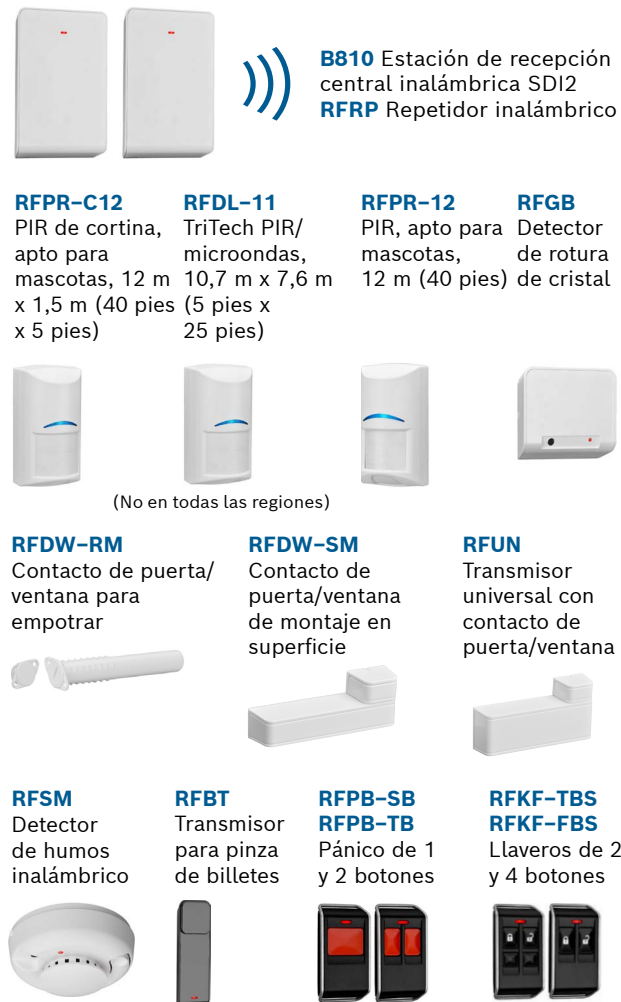 B810 Estación de recepción
central inalámbrica SDI2
RFRP Repetidor inalámbrico
RFPR–C12
PIR de cortina,
apto para
mascotas, 12 m
x 1,5 m (40 pies
x 5 pies)
RFDL–11
TriTech PIR/
microondas,
10,7 m x 7,6 m
(5 pies x
25 pies)
RFPR–12
PIR, apto para
mascotas,
12 m (40 pies)
RFGB
Detector
de rotura
de cristal
(No en todas las regiones)
RFDW–RM
Contacto de puerta/
ventana para
empotrar
RFDW–SM
Contacto de
puerta/ventana
de montaje en
superficie
RFUN
Transmisor
universal con
contacto de
puerta/ventana
RFSM
Detector
de humos
inalámbrico
RFBT
Transmisor
para pinza
de billetes
RFPB–SB
RFPB–TB
Pánico de 1
y 2 botones
RFKF–TBS
RFKF–FBS
Llaveros de 2
y 4 botones